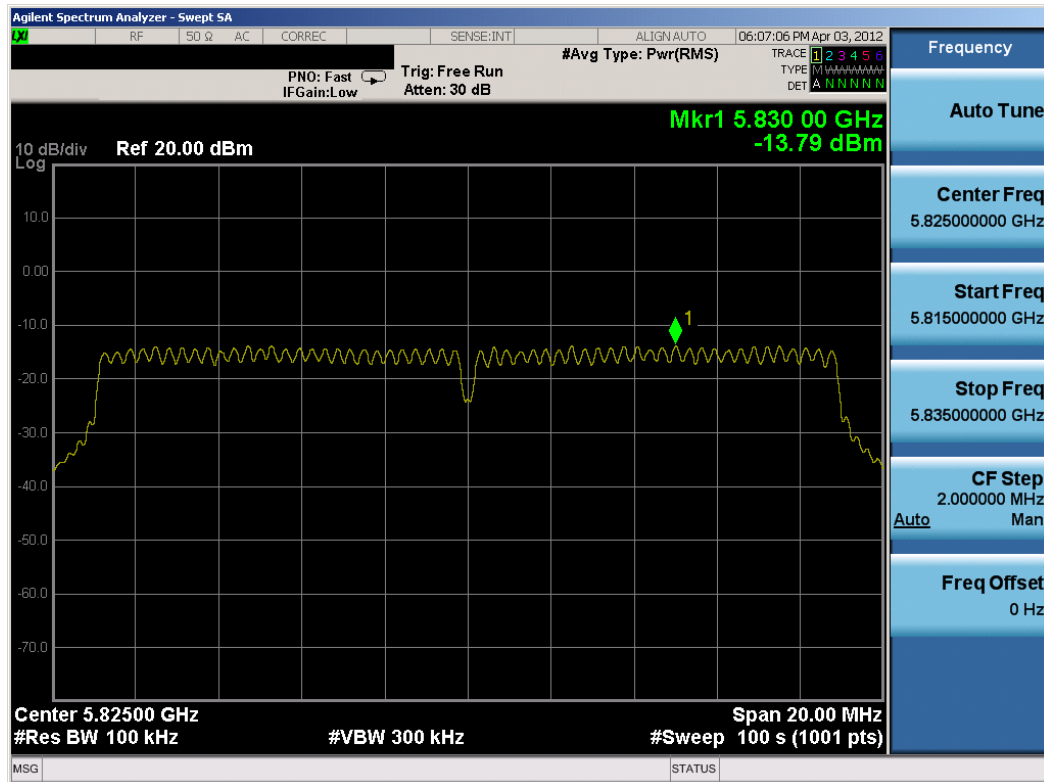 Agilent Spectrum Analyzer - Swept SA
LXI RF 50 Ω AC CORREC SENSE:INT ALIGN AUTO 06:07:06 PM Apr 03, 2012
#Avg Type: Pwr(RMS) TRACE 1 2 3 4 5 6
PNO: Fast Trig: Free Run TYPE M WWWWW
IFGain:Low Atten: 30 dB DET A N N N N N
Mkr1 5.830 00 GHz
-13.79 dBm
10 dB/div Ref 20.00 dBm
Log
10.0
0.00
-10.0
1
-20.0
-30.0
-40.0
-50.0
-60.0
-70.0
Center 5.82500 GHz Span 20.00 MHz
#Res BW 100 kHz #VBW 300 kHz #Sweep 100 s (1001 pts)
MSG STATUS
Frequency
Auto Tune
Center Freq
5.825000000 GHz
Start Freq
5.815000000 GHz
Stop Freq
5.835000000 GHz
CF Step
2.000000 MHz
Auto Man
Freq Offset
0 Hz